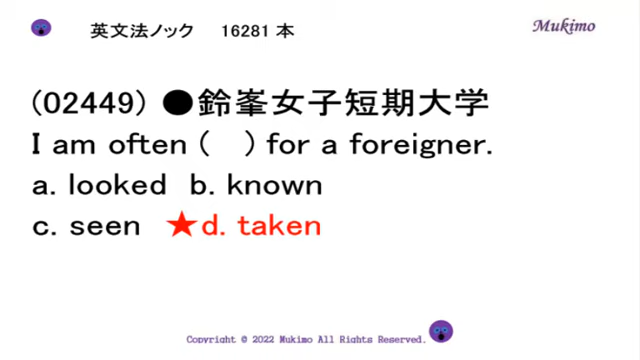 英文法ノック 16281 本
Mukimo
(02449) ●鈴峯女子短期大学
I am often ( ) for a foreigner.
a. looked b. known
c. seen ★d. taken
Copyright @ 2022 Mukimo All Rights Reserved.